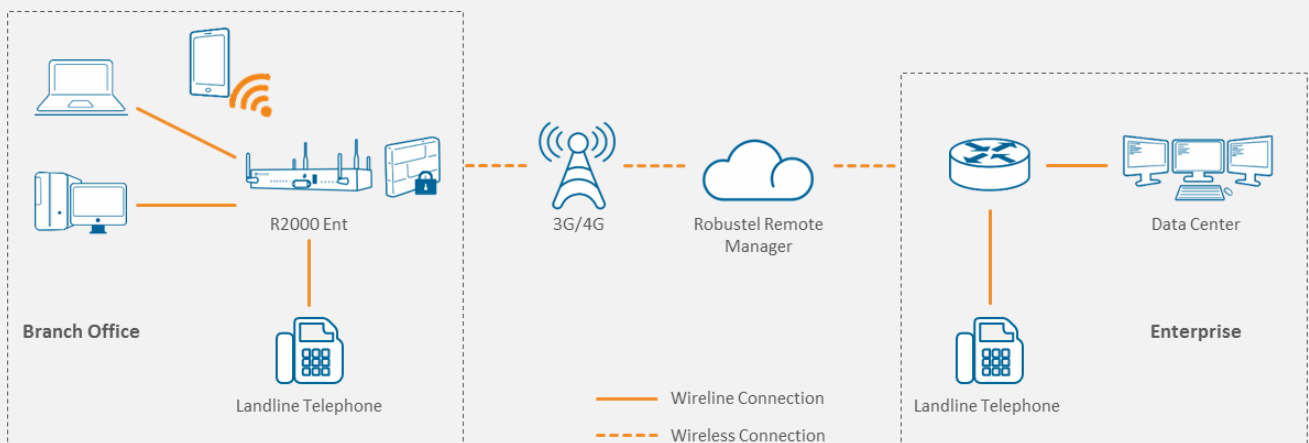 R2000 Ent
3G/4G
Robustel Remote
Manager
Data Center
Branch Office
Enterprise
Landline Telephone
Wireline Connection
Landline Telephone
Wireless Connection